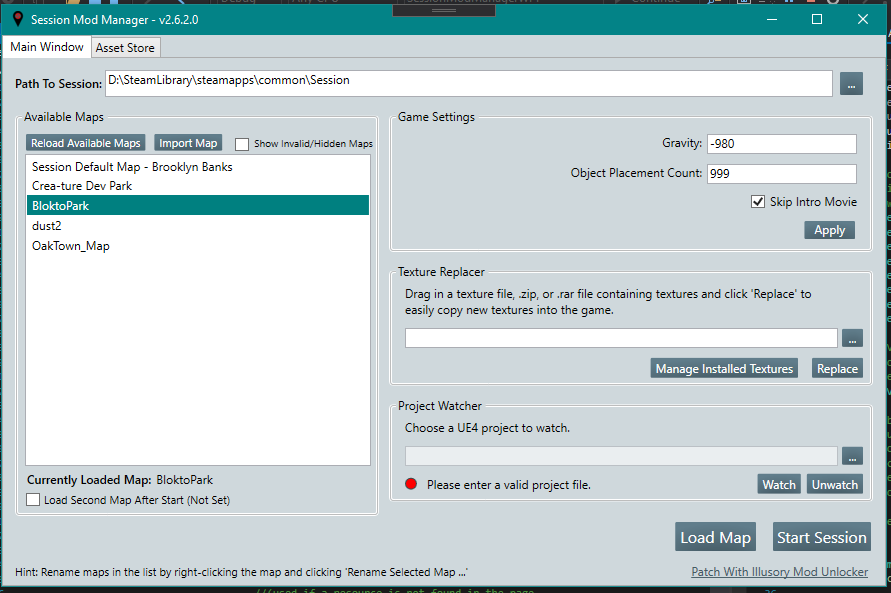 Session Mod Manager - v2.6.2.0
Main Window
Asset Store
Path To Session:
D:\SteamLibrary\steamapps\common\Session
...
Available Maps
Reload Available Maps
Import Map
Show Invalid/Hidden Maps
Session Default Map - Brooklyn Banks
Crea-ture Dev Park
BloktoPark
dust2
OakTown_Map
Currently Loaded Map: BloktoPark
Load Second Map After Start (Not Set)
Game Settings
Gravity:
-980
Object Placement Count:
999
Skip Intro Movie
Apply
Texture Replacer
Drag in a texture file, .zip, or .rar file containing textures and click 'Replace' to
easily copy new textures into the game.
...
Manage Installed Textures
Replace
Project Watcher
Choose a UE4 project to watch.
...
Please enter a valid project file.
Watch
Unwatch
Load Map
Start Session
Hint: Rename maps in the list by right-clicking the map and clicking 'Rename Selected Map ...'
Patch With Illusory Mod Unlocker